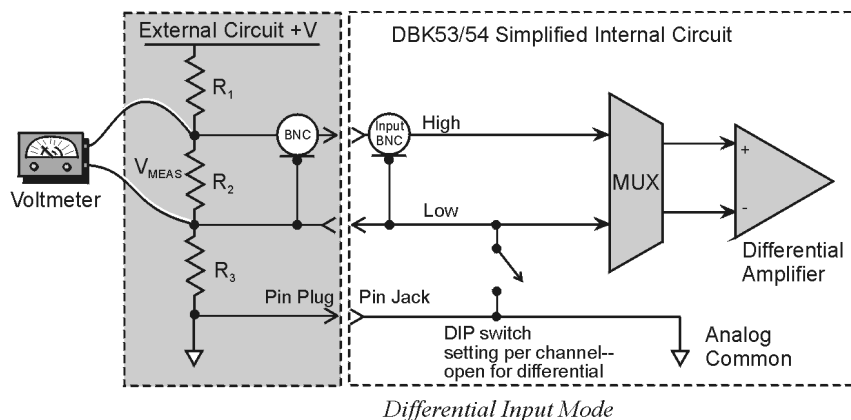 External Circuit +V
DBK53/54 Simplified Internal Circuit
R1
BNC
Input
BNC
High
VMEAS
R2
Voltmeter
Low
MUX
+
-
Differential
Amplifier
R3
Pin Plug
Pin Jack
DIP switch
setting per channel--
open for differential
Analog
Common
Differential Input Mode